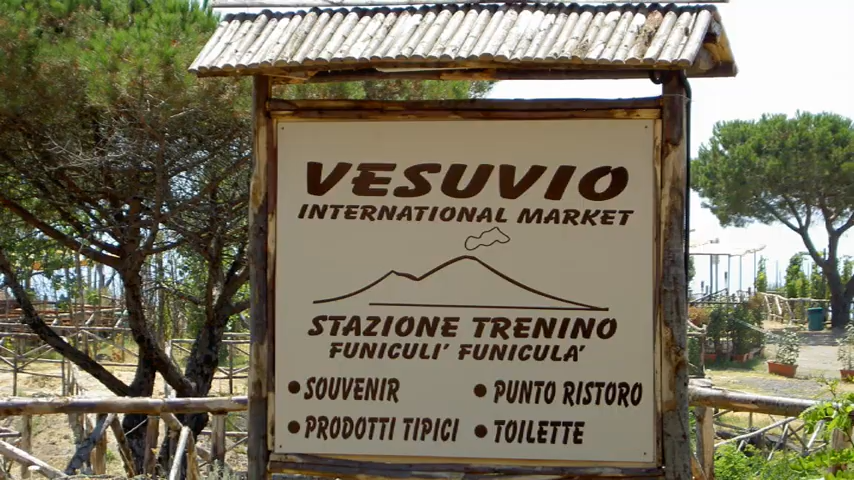 VESUVIO
INTERNATIONAL MARKET
STAZIONE TRENINO
FUNICULI' FUNICULA'
• SOUVENIR • PUNTO RISTORO
• PRODOTTI TIPICI • TOILETTE